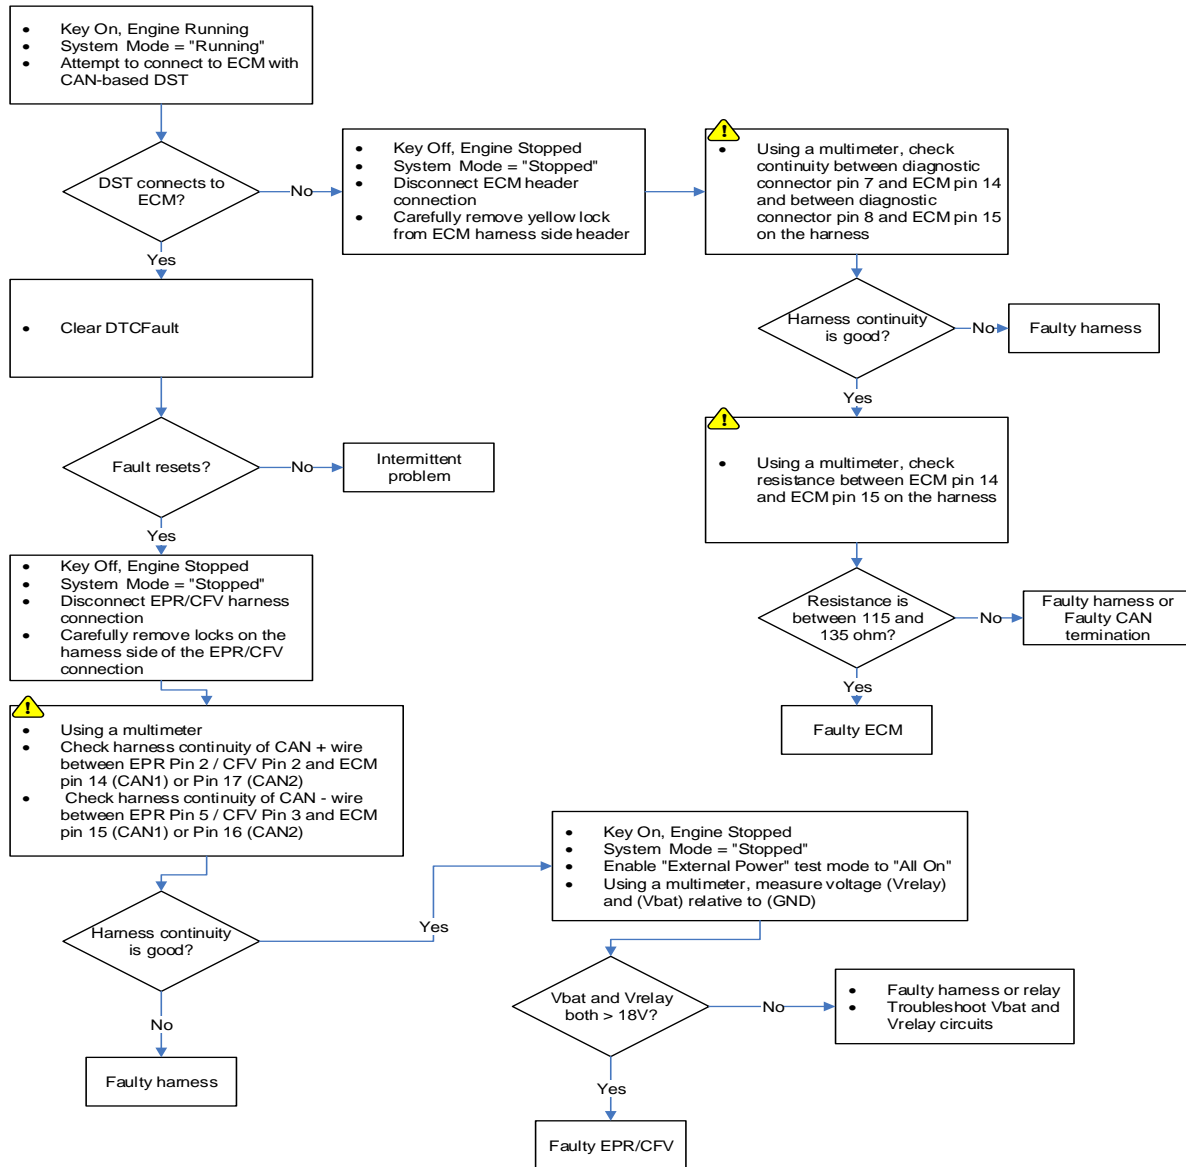 • Key On, Engine Running
• System Mode = "Running"
• Attempt to connect to ECM with
CAN-based DST
DST connects to
ECM?
No
Yes
• Key Off, Engine Stopped
• System Mode = "Stopped"
• Disconnect ECM header
connection
• Carefully remove yellow lock
from ECM harness side header
!
• Using a multimeter, check
continuity between diagnostic
connector pin 7 and ECM pin 14
and between diagnostic
connector pin 8 and ECM pin 15
on the harness
• Clear DTCFault
Harness continuity
is good?
No
Faulty harness
Yes
Fault resets?
No
Intermittent
problem
Yes
!
• Using a multimeter, check
resistance between ECM pin 14
and ECM pin 15 on the harness
• Key Off, Engine Stopped
• System Mode = "Stopped"
• Disconnect EPR/CFV harness
connection
• Carefully remove locks on the
harness side of the EPR/CFV
connection
Resistance is
between 115 and
135 ohm?
No
Faulty harness or
Faulty CAN
termination
Yes
Faulty ECM
!
• Using a multimeter
• Check harness continuity of CAN + wire
between EPR Pin 2 / CFV Pin 2 and ECM
pin 14 (CAN1) or Pin 17 (CAN2)
• Check harness continuity of CAN - wire
between EPR Pin 5 / CFV Pin 3 and ECM
pin 15 (CAN1) or Pin 16 (CAN2)
Harness continuity
is good?
Yes
No
Faulty harness
• Key On, Engine Stopped
• System Mode = "Stopped"
• Enable "External Power" test mode to "All On"
• Using a multimeter, measure voltage (Vrelay)
and (Vbat) relative to (GND)
Vbat and Vrelay
both > 18V?
No
• Faulty harness or relay
• Troubleshoot Vbat and
Vrelay circuits
Yes
Faulty EPR/CFV